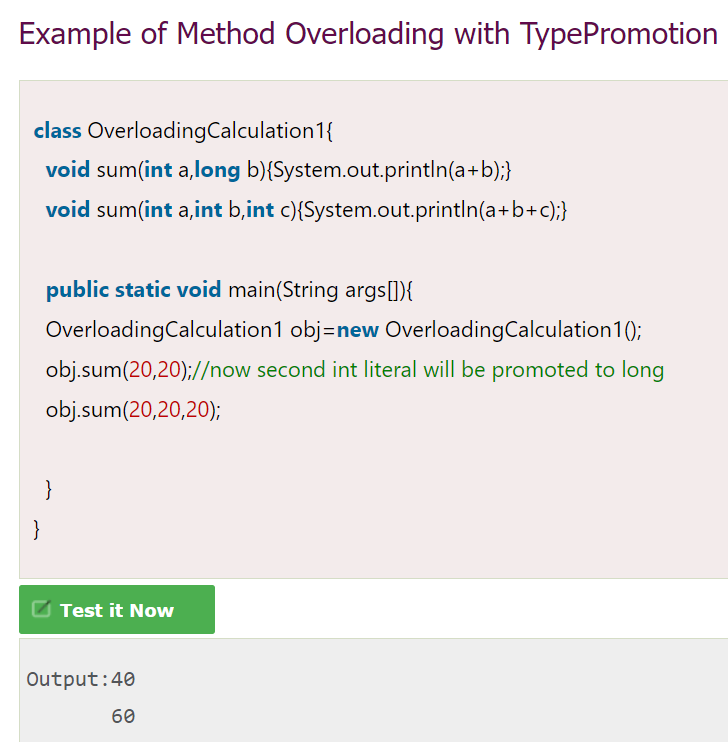 Example of Method Overloading with TypePromotion
class OverloadingCalculation1{
void sum(int a,long b){System.out.println(a+b);}
void sum(int a,int b,int c){System.out.println(a+b+c);}
public static void main(String args[]){
OverloadingCalculation1 obj=new OverloadingCalculation1();
obj.sum(20,20);//now second int literal will be promoted to long
obj.sum(20,20,20);
}
}
Test it Now
Output:40
60